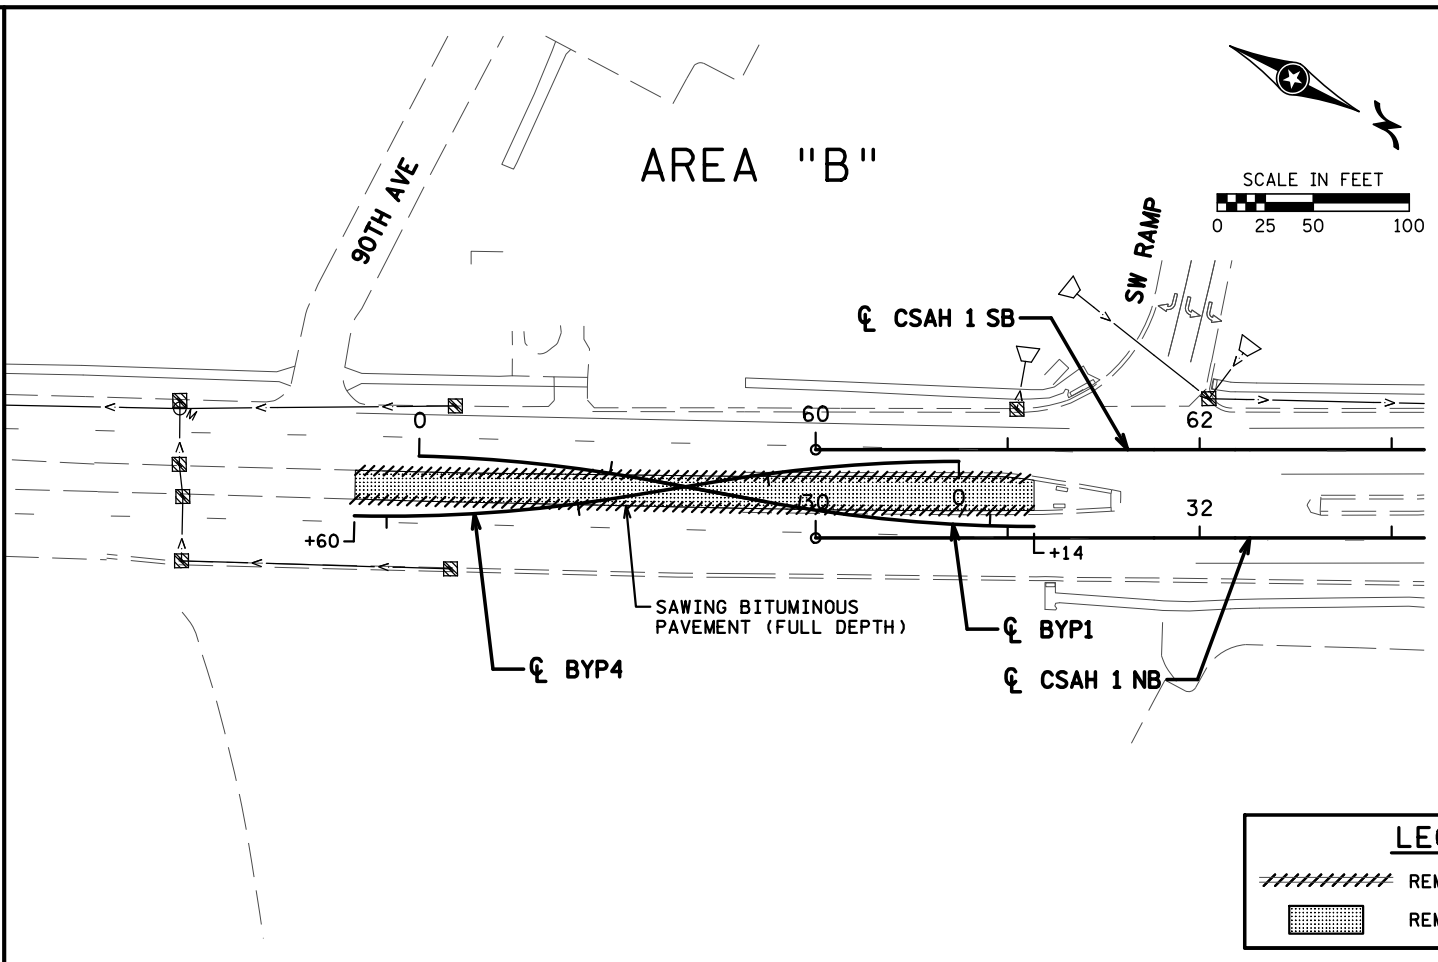 AREA "B"
90TH AVE
SCALE IN FEET
0 25 50 100
SW RAMP
℄ CSAH 1 SB
0
60
62
M
30
0
32
+60
+14
SAWING BITUMINOUS
PAVEMENT (FULL DEPTH)
℄ BYP1
℄ BYP4
℄ CSAH 1 NB